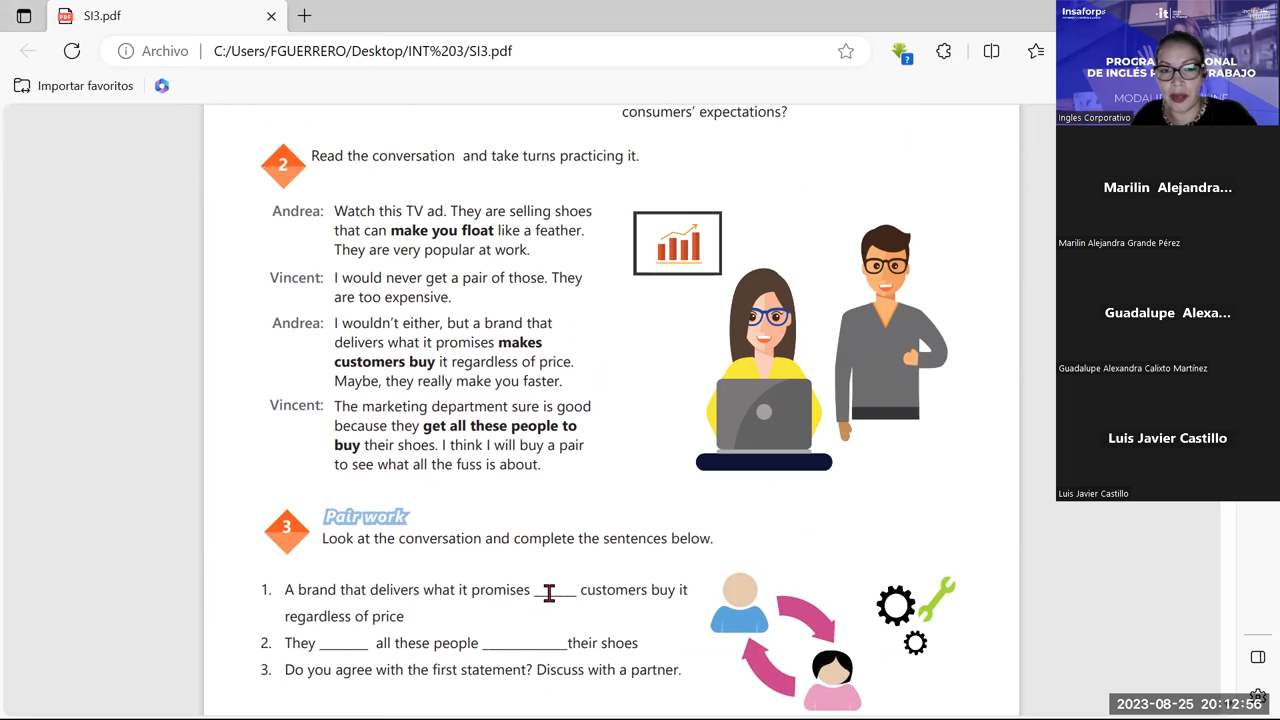 SI3.pdf
Archivo
C:/Users/FGUERRERO/Desktop/INT%203/SI3.pdf
Importar favoritos
consumers' expectations?
2
Read the conversation and take turns practicing it.
Andrea: Watch this TV ad. They are selling shoes
that can make you float like a feather.
They are very popular at work.
Vincent: I would never get a pair of those. They
are too expensive.
Andrea: I wouldn't either, but a brand that
delivers what it promises makes
customers buy it regardless of price.
Maybe, they really make you faster.
Vincent: The marketing department sure is good
because they get all these people to
buy their shoes. I think I will buy a pair
to see what all the fuss is about.
3
Pair work
Look at the conversation and complete the sentences below.
1. A brand that delivers what it promises _____ customers buy it
regardless of price
2. They ______ all these people __________their shoes
3. Do you agree with the first statement? Discuss with a partner.
Insaforp
it
Ingles Corporativo
Marilin Alejandra...
Marilin Alejandra Grande Pérez
Guadalupe Alexa...
Guadalupe Alexandra Calixto Martínez
Luis Javier Castillo
Luis Javier Castillo
2023-08-25 20:12:56